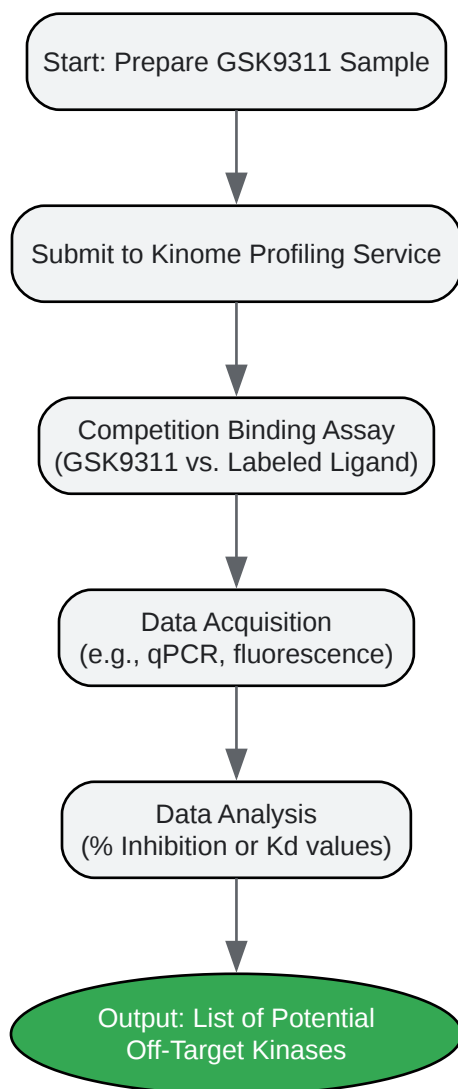 Start: Prepare GSK9311 Sample
Submit to Kinome Profiling Service
Competition Binding Assay
(GSK9311 vs. Labeled Ligand)
Data Acquisition
(e.g., qPCR, fluorescence)
Data Analysis
(% Inhibition or Kd values)
Output: List of Potential
Off-Target Kinases